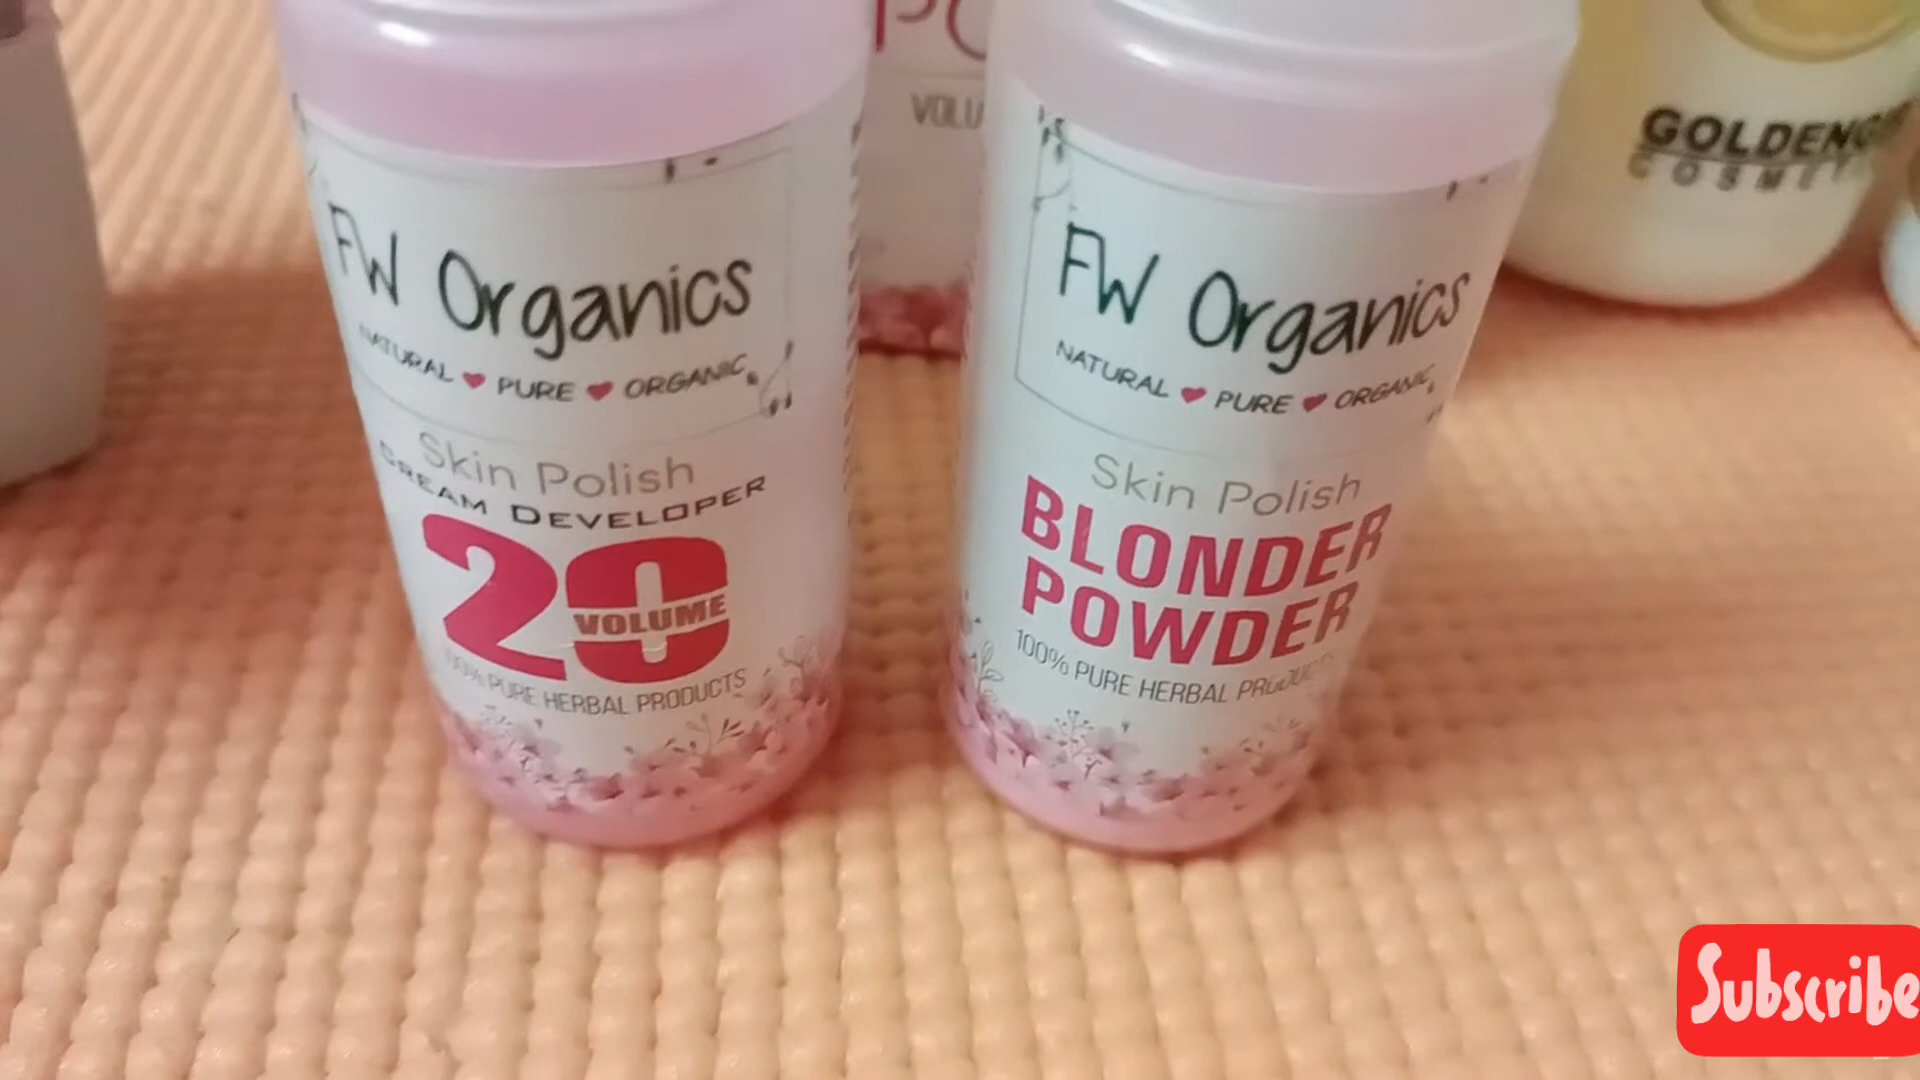 FW Organics
NATURAL ♥ PURE ♥ ORGANIC
Skin Polish
CREAM DEVELOPER
20
VOLUME
100% PURE HERBAL PRODUCTS
FW Organics
NATURAL ♥ PURE ♥ ORGANIC
Skin Polish
BLONDER
POWDER
100% PURE HERBAL PRODUCTS
Subscribe